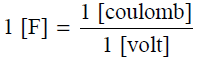 1 [F] = 1 [coulomb] / 1 [volt]